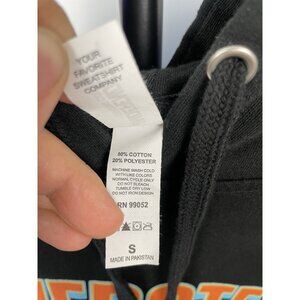 YOUR
FAVORITE
SWEATSHIRT
COMPANY
80% COTTON
20% POLYESTER
MACHINE WASH COLD
WITH LIKE COLORS
NORMAL CYCLE ONLY
DO NOT BLEACH
TUMBLE DRY LOW
DO NOT IRON
RN 99052
S
MADE IN PAKISTAN